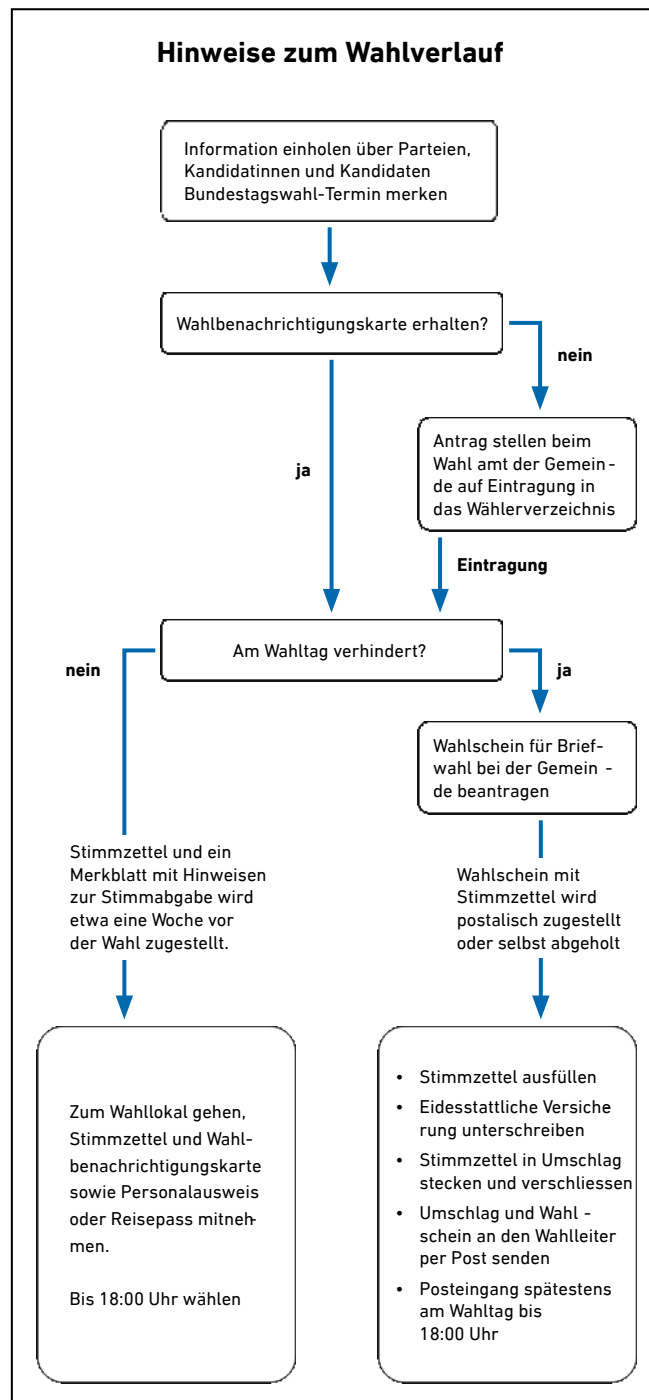 Hinweise zum Wahlverlauf
Information einholen über Parteien,
Kandidatinnen und Kandidaten
Bundestagswahl-Termin merken
Wahlbenachrichtigungskarte erhalten?
nein
ja
Antrag stellen beim
Wahl amt der Gemein -
de auf Eintragung in
das Wählerverzeichnis
Eintragung
Am Wahltag verhindert?
nein
ja
Wahlschein für Brief-
wahl bei der Gemein -
de beantragen
Stimmzettel und ein
Merkblatt mit Hinweisen
zur Stimmabgabe wird
etwa eine Woche vor
der Wahl zugestellt.
Wahlschein mit
Stimmzettel wird
postalisch zugestellt
oder selbst abgeholt
Zum Wahllokal gehen,
Stimmzettel und Wahl-
benachrichtigungskarte
sowie Personalausweis
oder Reisepass mitneh-
men.
Bis 18:00 Uhr wählen
• Stimmzettel ausfüllen
• Eidesstattliche Versiche
rung unterschreiben
• Stimmzettel in Umschlag
stecken und verschliessen
• Umschlag und Wahl -
schein an den Wahlleiter
per Post senden
• Posteingang spätestens
am Wahltag bis
18:00 Uhr